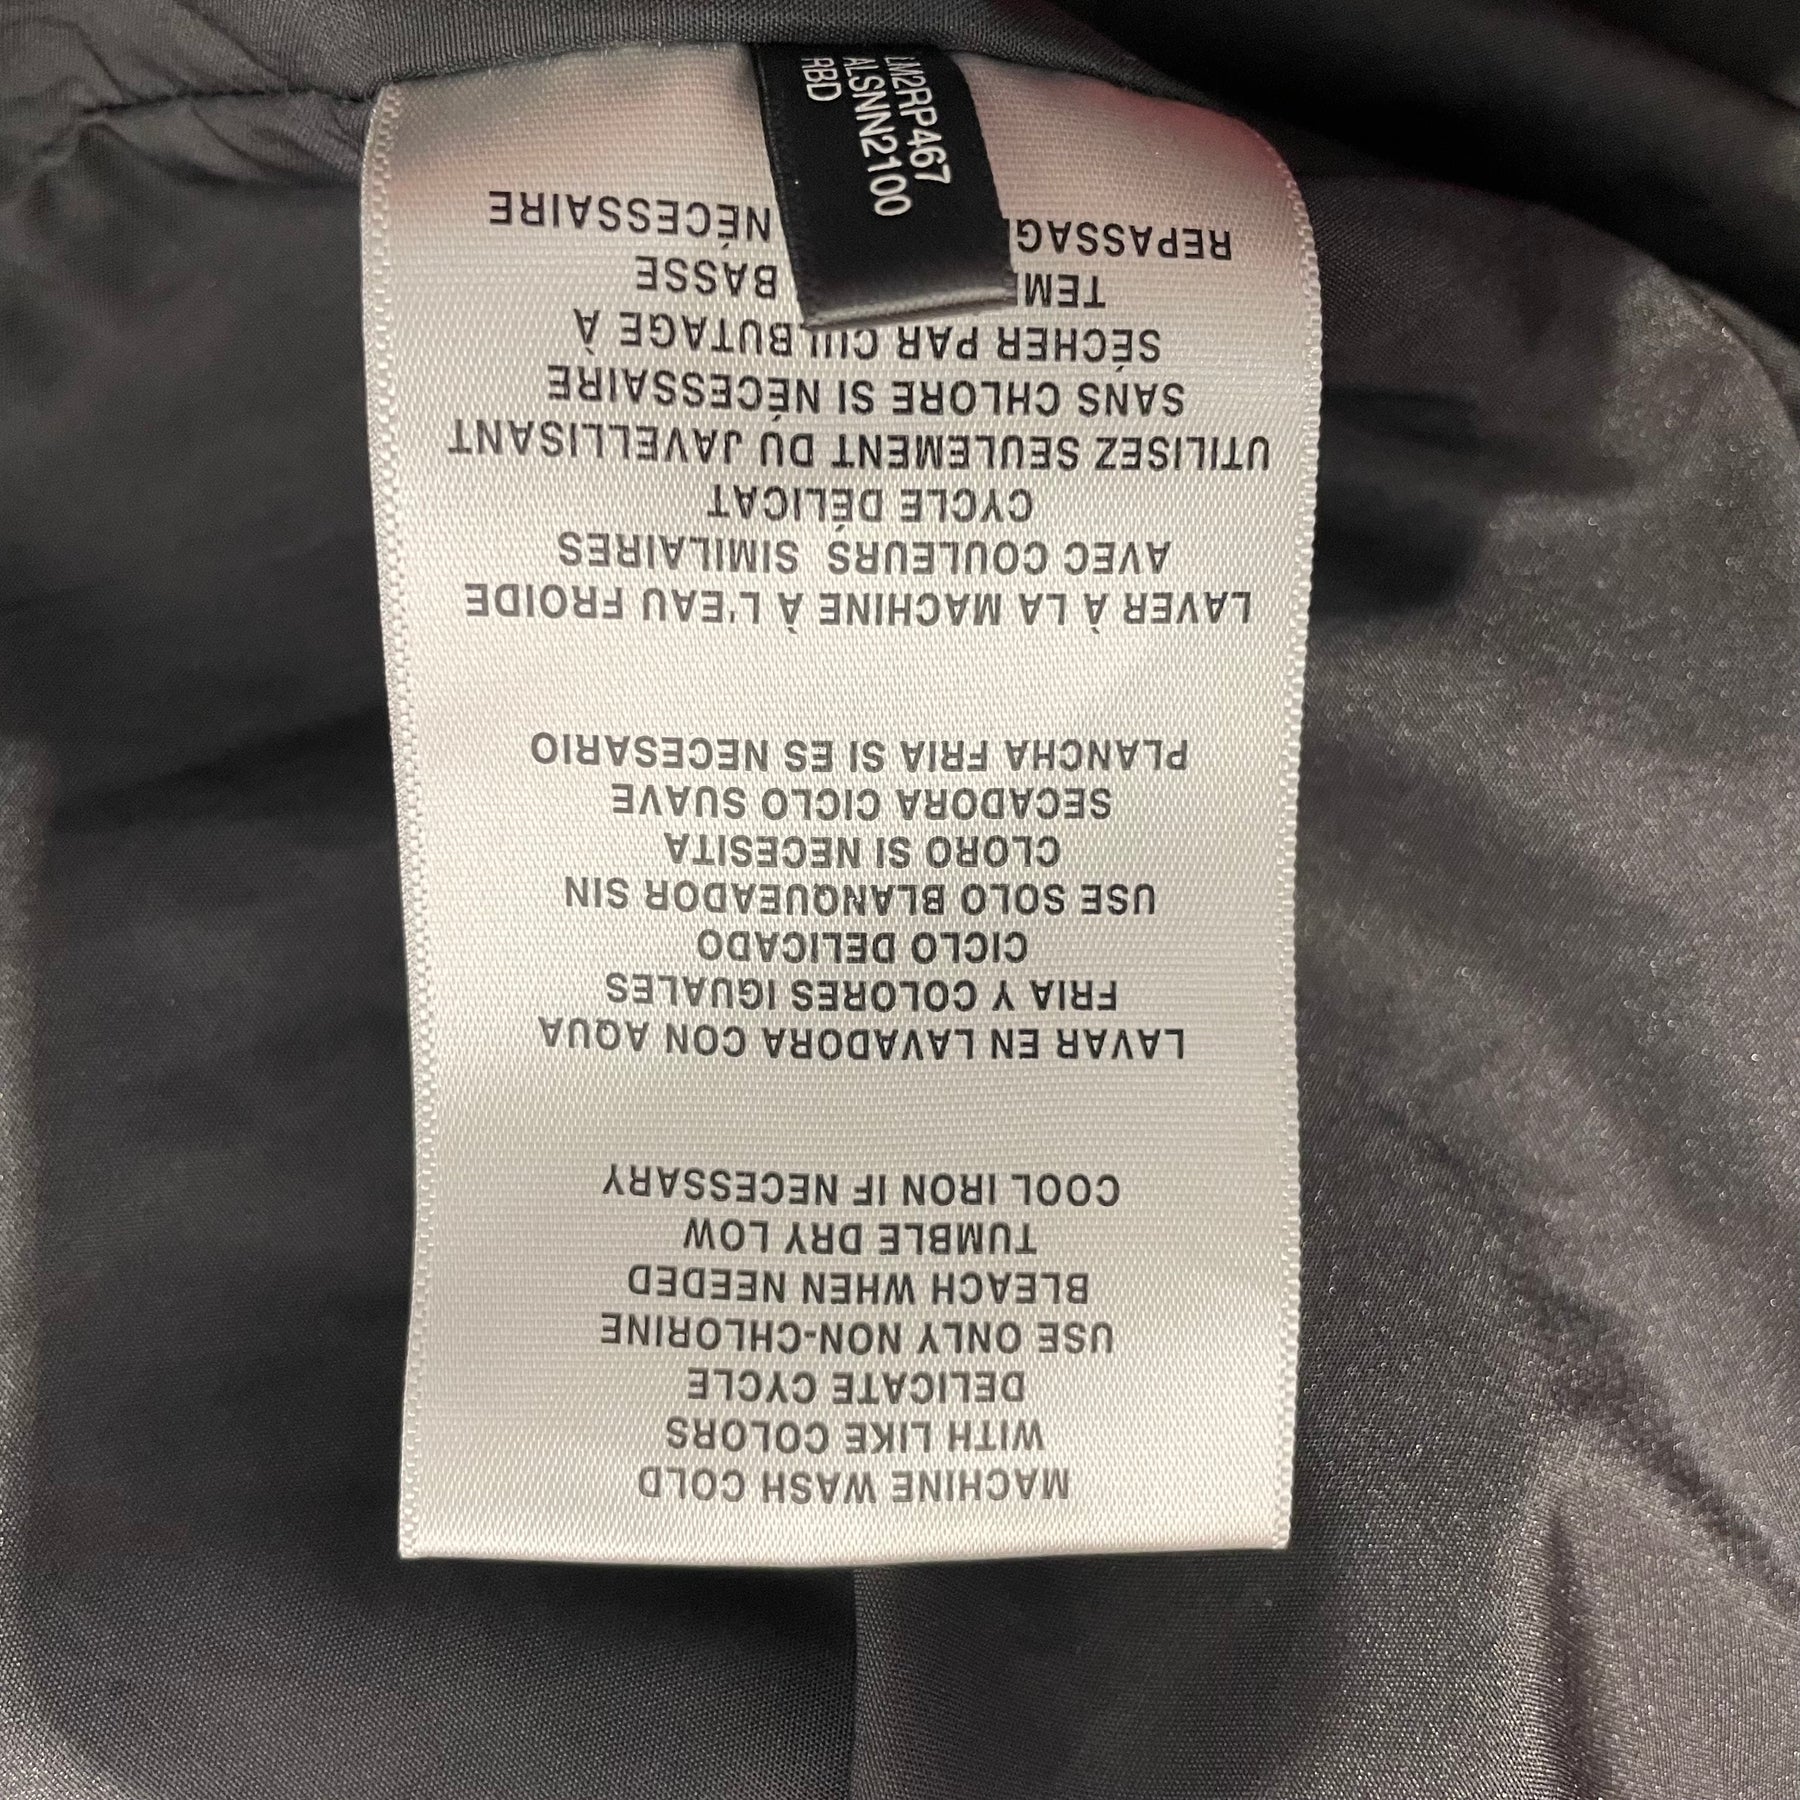 MACHINE WASH COLD
WITH LIKE COLORS
DELICATE CYCLE
USE ONLY NON-CHLORINE
BLEACH WHEN NEEDED
TUMBLE DRY LOW
COOL IRON IF NECESSARY
LAVAR EN LAVADORA CON AQUA
FRIA Y COLORES IGUALES
CICLO DELICADO
USE SOLO BLANQUEADOR SIN
CLORO SI NECESITA
SECADORA CICLO SUAVE
PLANCHA FRIA SI ES NECESARIO
LAVER À LA MACHINE À L'EAU FROIDE
AVEC COULEURS SIMILAIRES
CYCLE DÉLICAT
UTILISEZ SEULEMENT DU JAVELLISANT
SANS CHLORE SI NÉCESSAIRE
SÉCHER PAR CULBUTAGE À
TEM BASSE
REPASSAG NÉCESSAIRE
LM2RP467
ALSNN2100
RBD